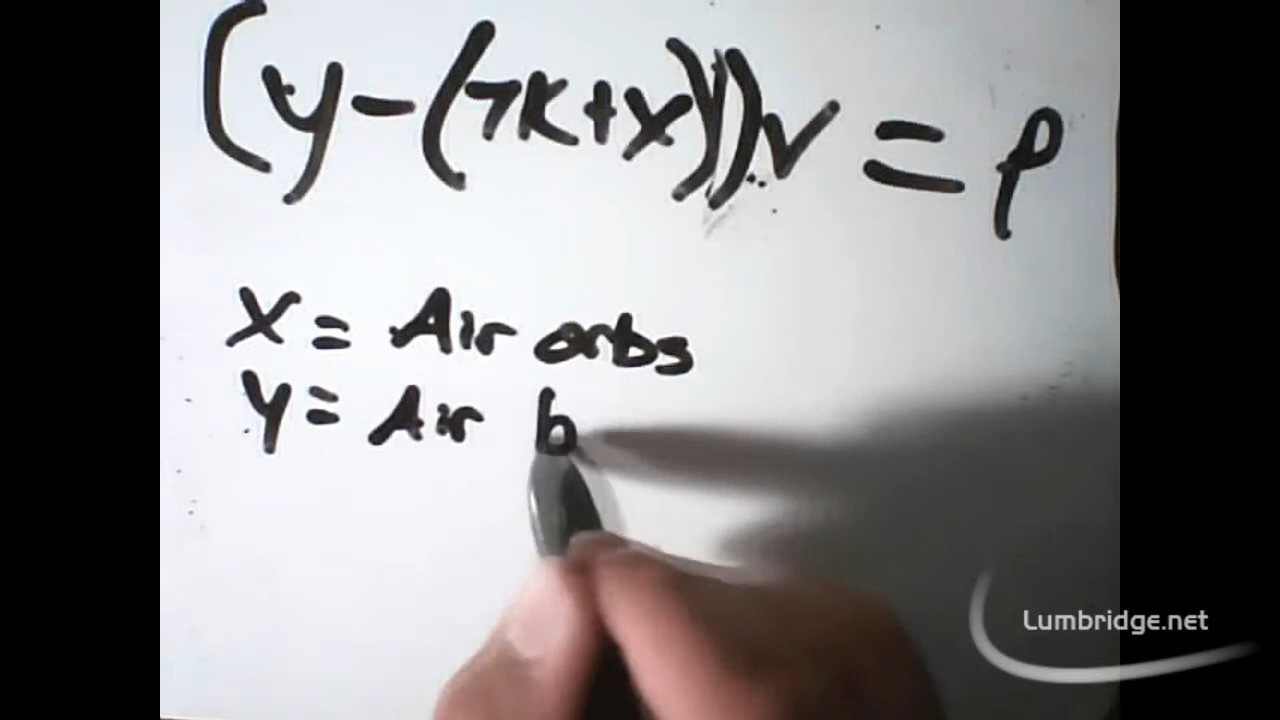 (y-(7K+x))v = P
X = Air orbs
Y = Air b
Lumbridge.net